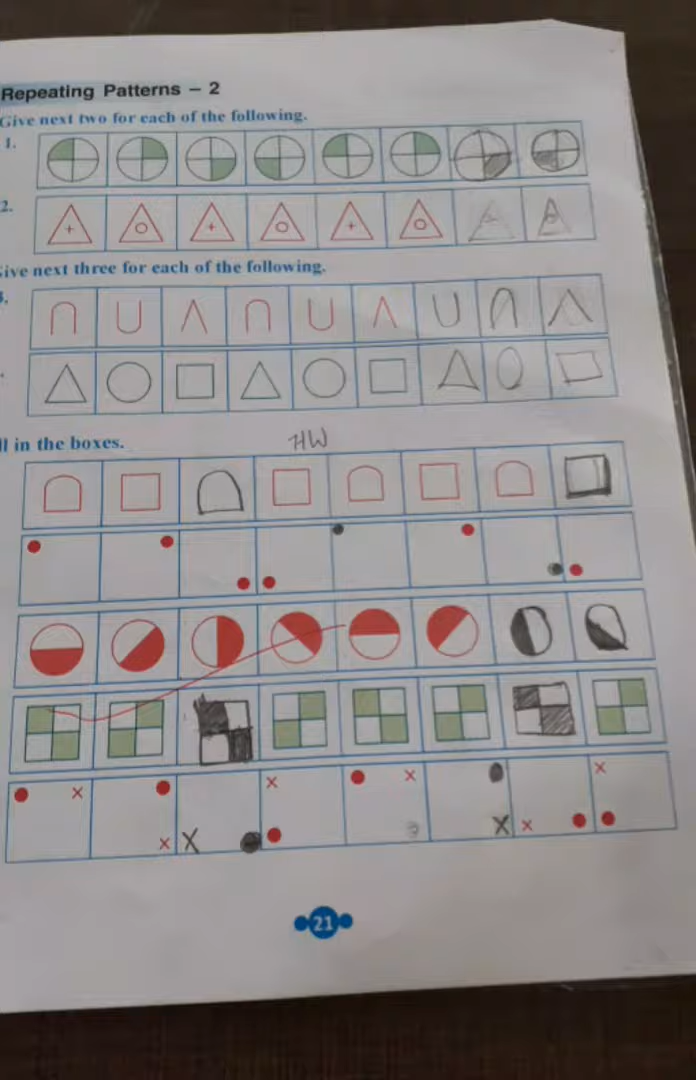 Repeating Patterns – 2
Give next two for each of the following.
1.
2.
ive next three for each of the following.
ll in the boxes.
HW
21